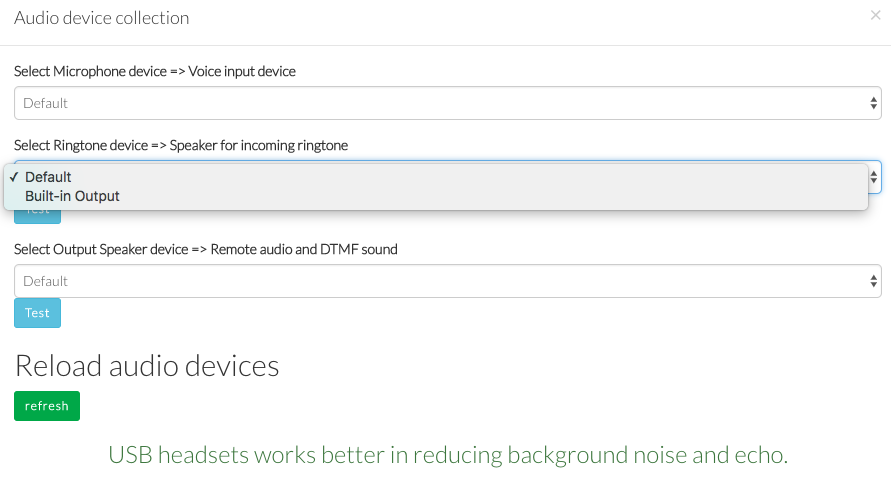 Audio device collection
×
Select Microphone device => Voice input device
Default
Select Ringtone device => Speaker for incoming ringtone
✓ Default
Built-in Output
Test
Select Output Speaker device => Remote audio and DTMF sound
Default
Test
Reload audio devices
refresh
USB headsets works better in reducing background noise and echo.